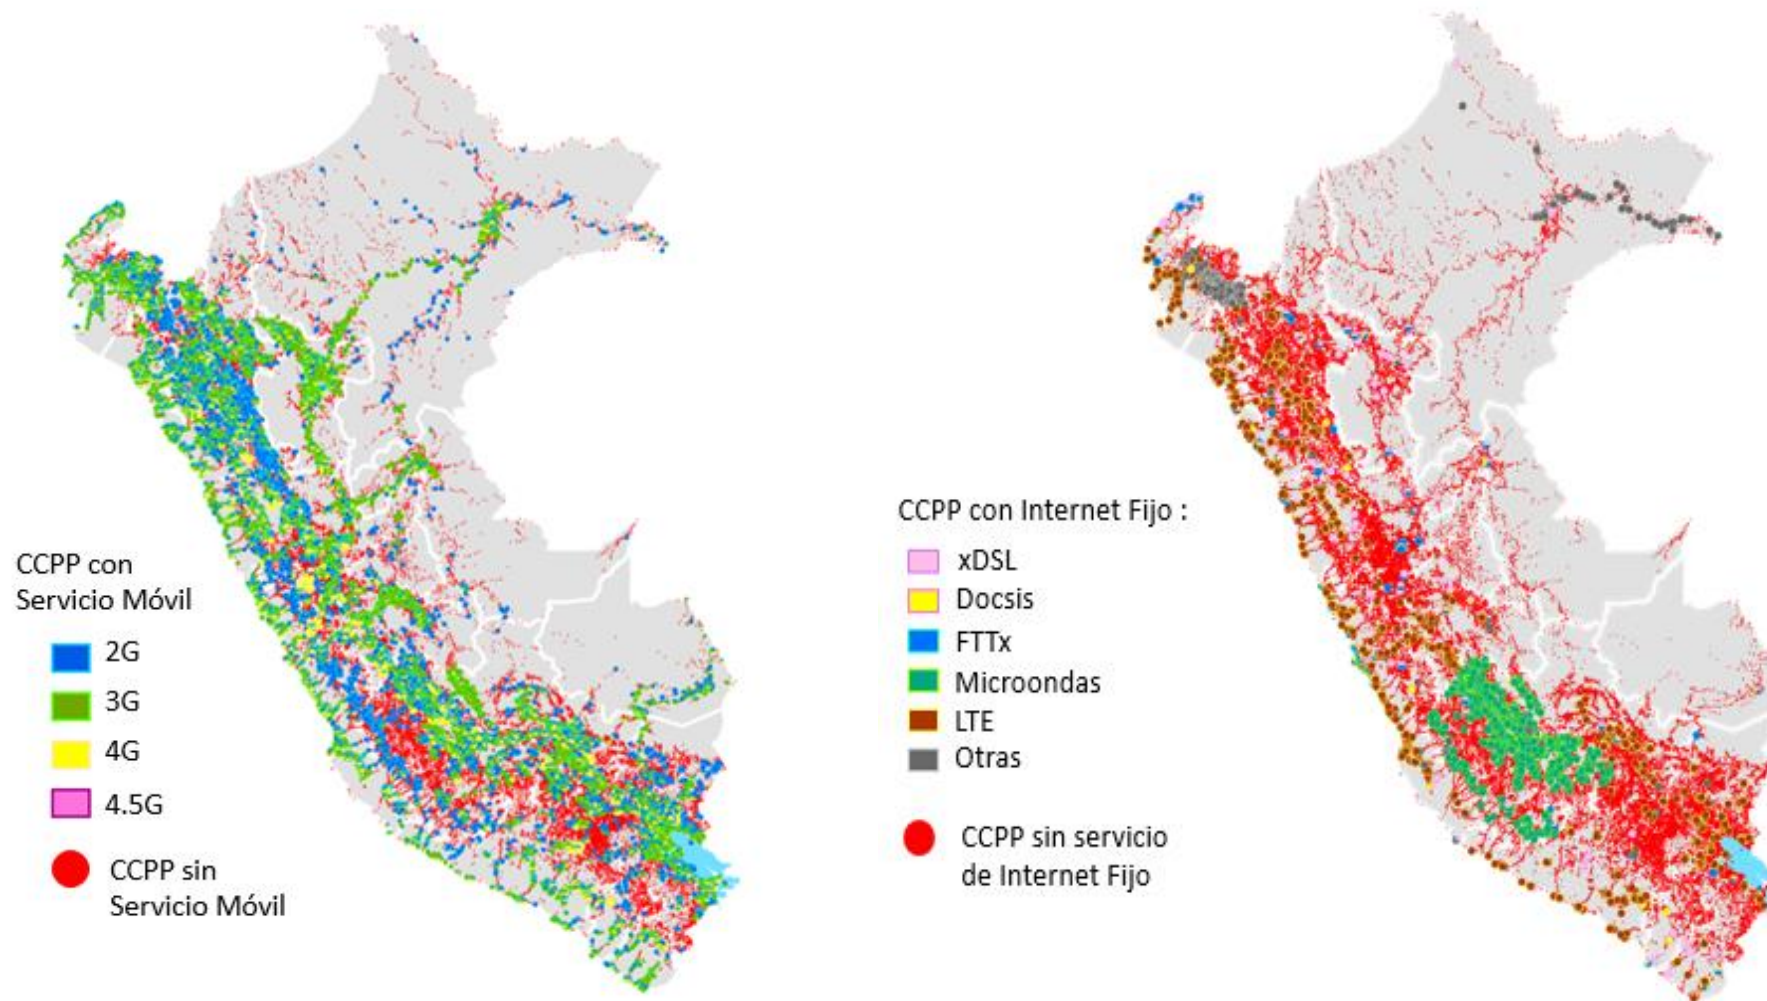 CCPP con
Servicio Móvil
2G
3G
4G
4.5G
CCPP sin
Servicio Móvil
CCPP con Internet Fijo :
xDSL
Docsis
FTTx
Microondas
LTE
Otras
CCPP sin servicio
de Internet Fijo